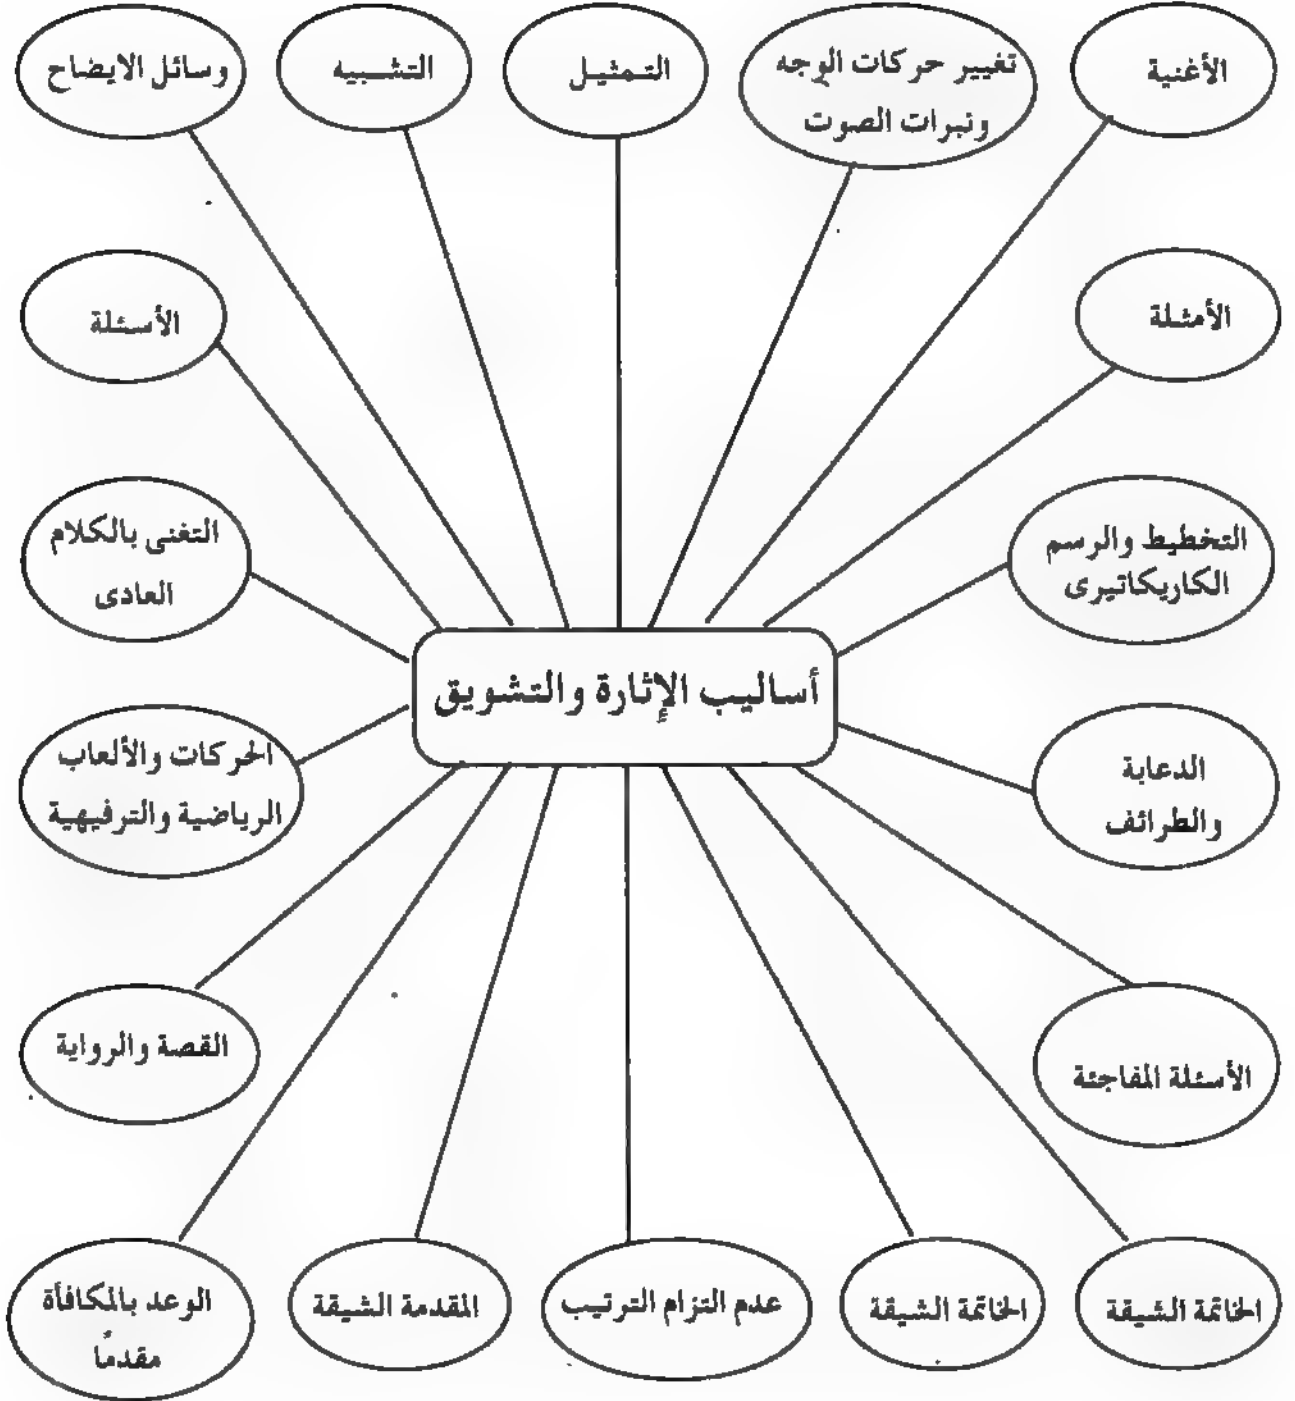 الأغنية
تغيير حركات الوجه
ونبرات الصوت
التمثيل
التشبيه
وسائل الايضاح
الأمثلة
الأسئلة
التخطيط والرسم
الكاريكاتيرى
التغنى بالكلام
العادى
أساليب الإثارة والتشويق
الدعابة
والطرائف
الحركات والألعاب
الرياضية والترفيهية
الأسئلة المفاجئة
القصة والرواية
الخاتمة الشيقة
الخاتمة الشيقة
عدم التزام الترتيب
المقدمة الشيقة
الوعد بالمكافأة
مقدماً